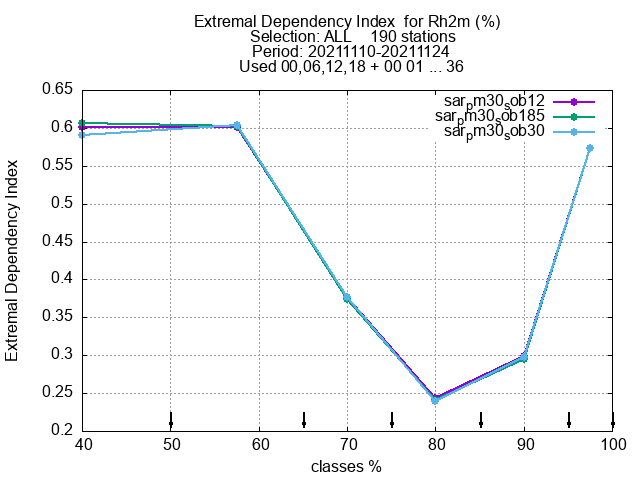 Extremal Dependency Index  for Rh2m (%)
Selection: ALL    190 stations
Period: 20211110-20211124
Used 00,06,12,18 + 00 01 ... 36
sar_pm30_sob12
sar_pm30_sob185
sar_pm30_sob30
Extremal Dependency Index
0.65
0.6
0.55
0.5
0.45
0.4
0.35
0.3
0.25
0.2
40
50
60
70
80
90
100
classes %